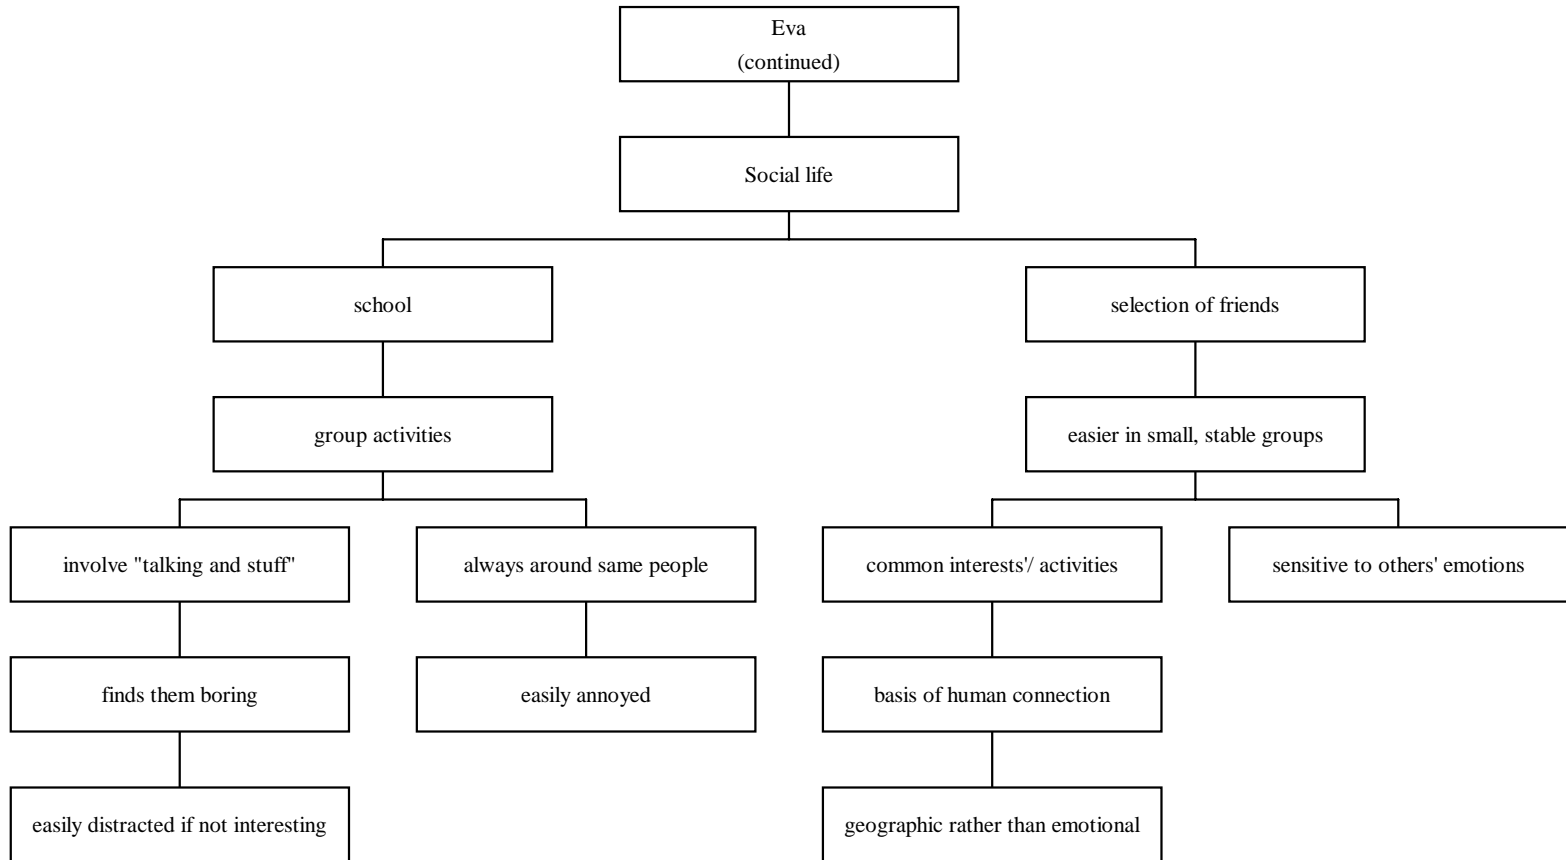 Eva
(continued)
Social life
school
selection of friends
group activities
easier in small, stable groups
involve "talking and stuff"
always around same people
common interests'/ activities
sensitive to others' emotions
finds them boring
easily annoyed
basis of human connection
easily distracted if not interesting
geographic rather than emotional